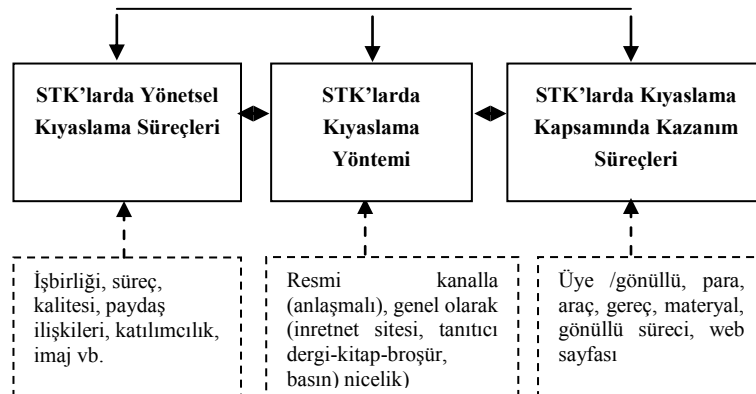 STK’larda Yönetsel
Kıyaslama Süreçleri
STK’larda
Kıyaslama
Yöntemi
STK’larda Kıyaslama
Kapsamında Kazanım
Süreçleri
İşbirliği, süreç,
kalitesi, paydaş
ilişkileri, katılımcılık,
imaj vb.
Resmi kanalla
(anlaşmalı), genel olarak
(inretnet sitesi, tanıtıcı
dergi-kitap-broşür,
basın) nicelik)
Üye /gönüllü, para,
araç, gereç, materyal,
gönüllü süreci, web
sayfası